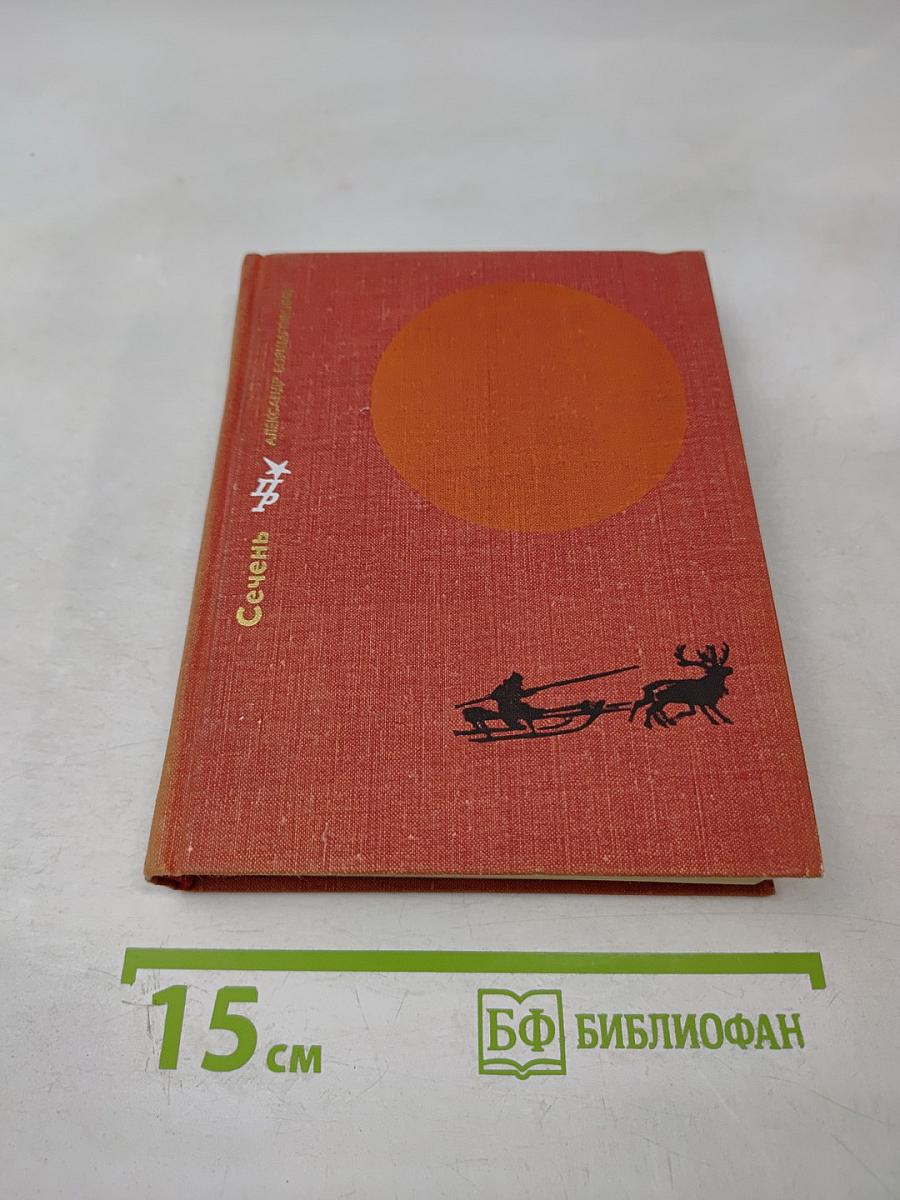 Сечень
АЛЕКСАНДР БОРЩАГОВСКИЙ
15 см
БФ БИБЛИОФАН